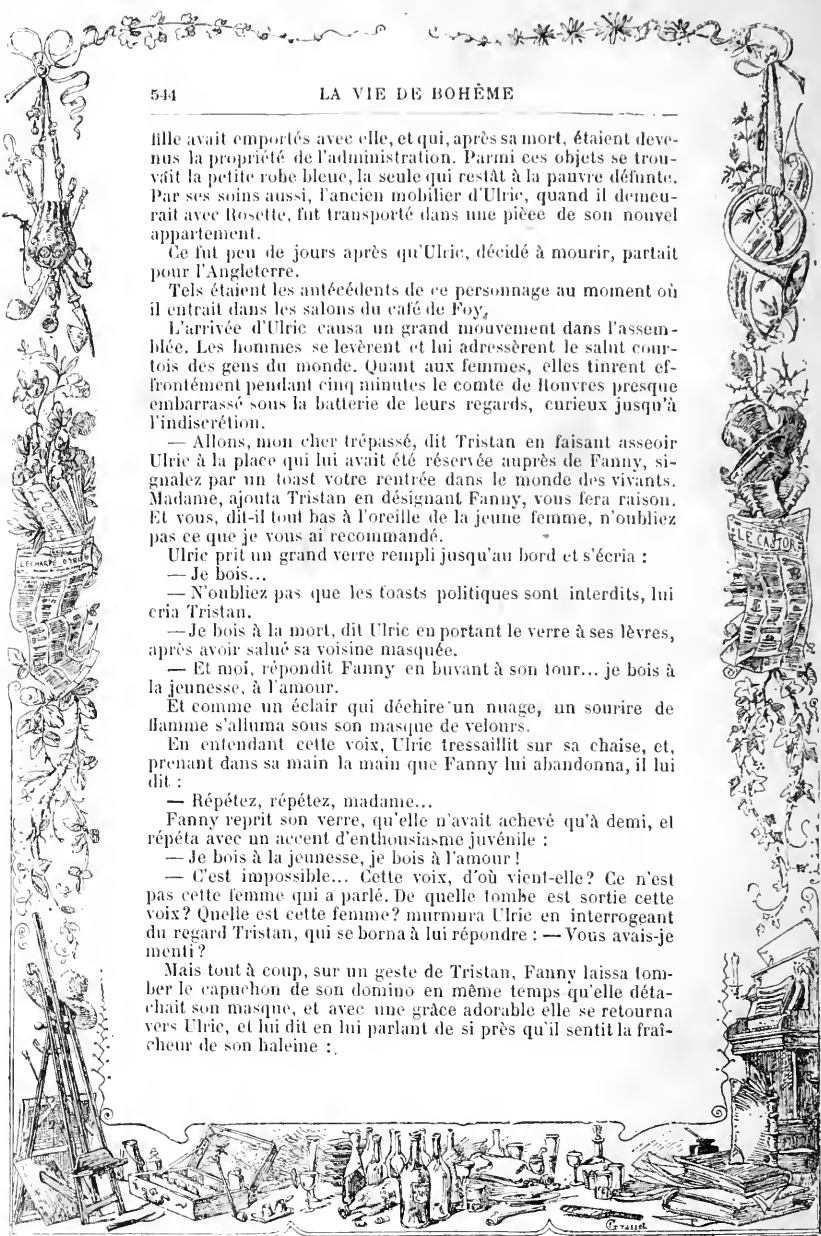 544 LA VIE DE BOHÊME
fille avait emportés avec elle, et qui, après sa mort, étaient deve-
nus la propriété de l'administration. Parmi ces objets se trou-
vait la petite robe bleue, la seule qui restât à la pauvre défunte.
Par ses soins aussi, l'ancien mobilier d'Ulric, quand il demeu-
rait avec Rosette, fut transporté dans une pièce de son nouvel
appartement.
Ce fut peu de jours après qu'Ulric, décidé à mourir, partait
pour l'Angleterre.
Tels étaient les antécédents de ce personnage au moment où
il entrait dans les salons du café de Foy.
L'arrivée d'Ulric causa un grand mouvement dans l'assem-
blée. Les hommes se levèrent et lui adressèrent le salut cour-
tois des gens du monde. Quant aux femmes, elles tinrent ef-
frontément pendant cinq minutes le comte de Rouvres presque
embarrassé sous la batterie de leurs regards, curieux jusqu'à
l'indiscrétion.
— Allons, mon cher trépassé, dit Tristan en faisant asseoir
Ulric à la place qui lui avait été réservée auprès de Fanny, si-
gnalez par un toast votre rentrée dans le monde des vivants.
Madame, ajouta Tristan en désignant Fanny, vous fera raison.
Et vous, dit-il tout bas à l'oreille de la jeune femme, n'oubliez
pas ce que je vous ai recommandé.
Ulric prit un grand verre rempli jusqu'au bord et s'écria :
— Je bois...
— N'oubliez pas que les toasts politiques sont interdits, lui
cria Tristan.
— Je bois à la mort, dit Ulric en portant le verre à ses lèvres,
après avoir salué sa voisine masquée.
— Et moi, répondit Fanny en buvant à son tour... je bois à
la jeunesse, à l'amour.
Et comme un éclair qui déchire un nuage, un sourire de
flamme s'alluma sous son masque de velours.
En entendant cette voix, Ulric tressaillit sur sa chaise, et,
prenant dans sa main la main que Fanny lui abandonna, il lui
dit :
— Répétez, répétez, madame...
Fanny reprit son verre, qu'elle n'avait achevé qu'à demi, et
répéta avec un accent d'enthousiasme juvénile :
— Je bois à la jeunesse, je bois à l'amour !
— C'est impossible... Cette voix, d'où vient-elle? Ce n'est
pas cette femme qui a parlé. De quelle tombe est sortie cette
voix? Quelle est cette femme? murmura Ulric en interrogeant
du regard Tristan, qui se borna à lui répondre : — Vous avais-je
menti?
Mais tout à coup, sur un geste de Tristan, Fanny laissa tom-
ber le capuchon de son domino en même temps qu'elle déta-
chait son masque, et avec une grâce adorable elle se retourna
vers Ulric, et lui dit en lui parlant de si près qu'il sentit la fraî-
cheur de son haleine :
L'ECHARPE D'IRIS
LE CASTOR
Grasset